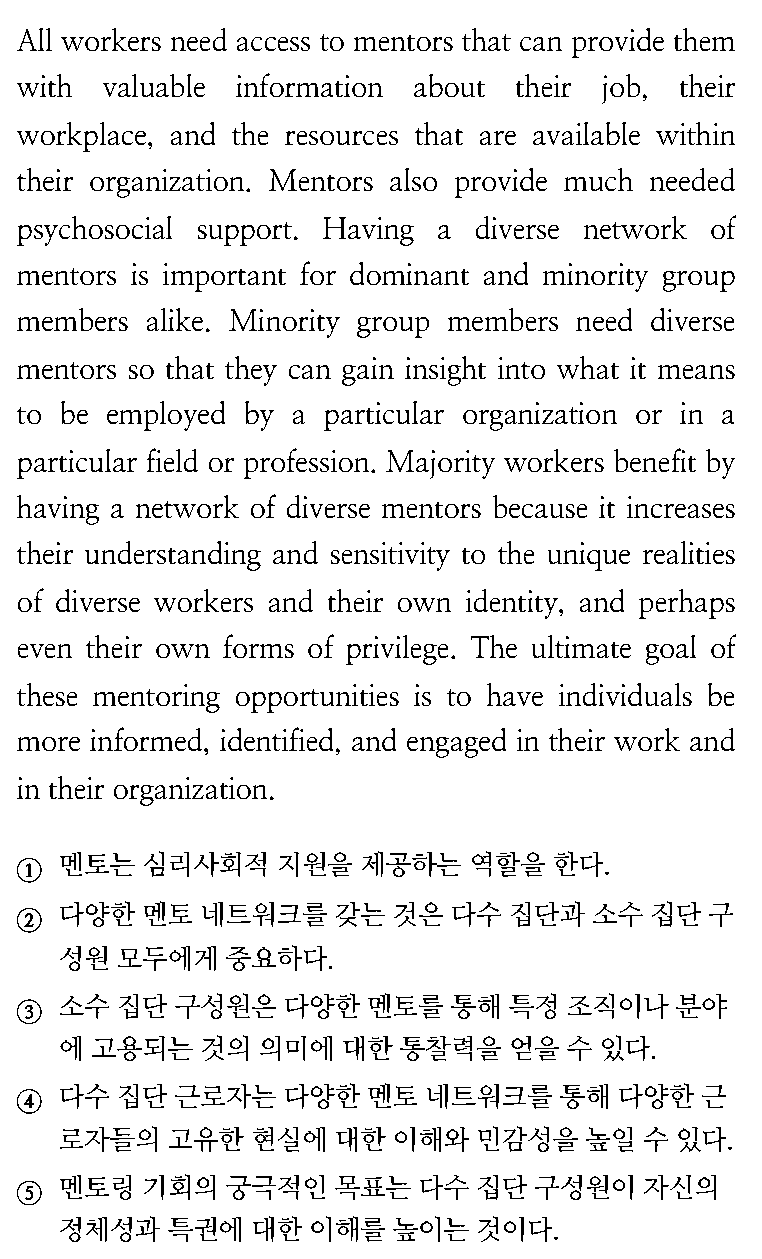 All workers need access to mentors that can provide them
with valuable information about their job, their
workplace, and the resources that are available within
their organization. Mentors also provide much needed
psychosocial support. Having a diverse network of
mentors is important for dominant and minority group
members alike. Minority group members need diverse
mentors so that they can gain insight into what it means
to be employed by a particular organization or in a
particular field or profession. Majority workers benefit by
having a network of diverse mentors because it increases
their understanding and sensitivity to the unique realities
of diverse workers and their own identity, and perhaps
even their own forms of privilege. The ultimate goal of
these mentoring opportunities is to have individuals be
more informed, identified, and engaged in their work and
in their organization.
① 멘토는 심리사회적 지원을 제공하는 역할을 한다.
② 다양한 멘토 네트워크를 갖는 것은 다수 집단과 소수 집단 구
성원 모두에게 중요하다.
③ 소수 집단 구성원은 다양한 멘토를 통해 특정 조직이나 분야
에 고용되는 것의 의미에 대한 통찰력을 얻을 수 있다.
④ 다수 집단 근로자는 다양한 멘토 네트워크를 통해 다양한 근
로자들의 고유한 현실에 대한 이해와 민감성을 높일 수 있다.
⑤ 멘토링 기회의 궁극적인 목표는 다수 집단 구성원이 자신의
정체성과 특권에 대한 이해를 높이는 것이다.